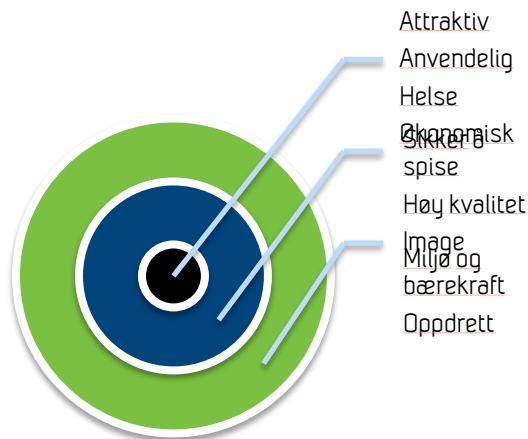 Attraktiv
Anvendelig
Helse
Økonomisk
Sikker å
spise
Høy kvalitet
Image
Miljø og
bærekraft
Oppdrett